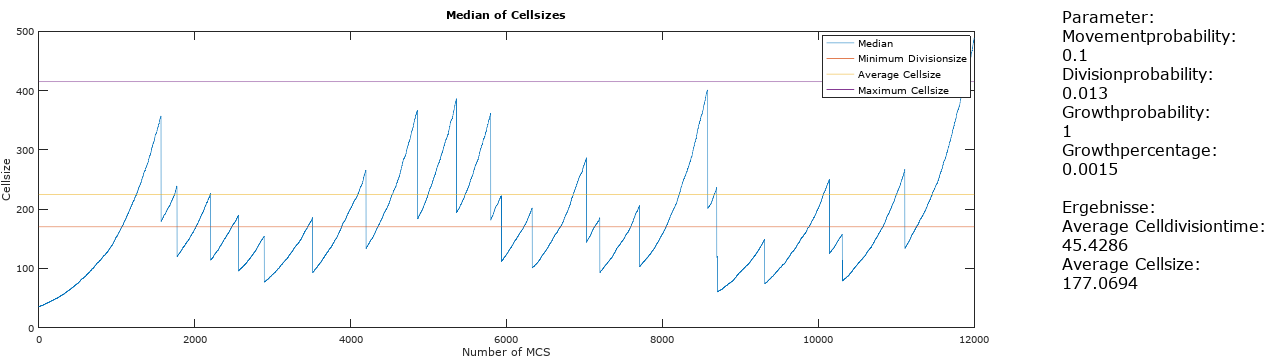 Median of Cellsizes
500
400
300
200
100
0
Cellsize
0
2000
4000
6000
8000
10000
12000
Number of MCS
Median
Minimum Divisionsize
Average Cellsize
Maximum Cellsize
Parameter:
Movementprobability:
0.1
Divisionprobability:
0.013
Growthprobability:
1
Growthpercentage:
0.0015
Ergebnisse:
Average Celldivisiontime:
45.4286
Average Cellsize:
177.0694